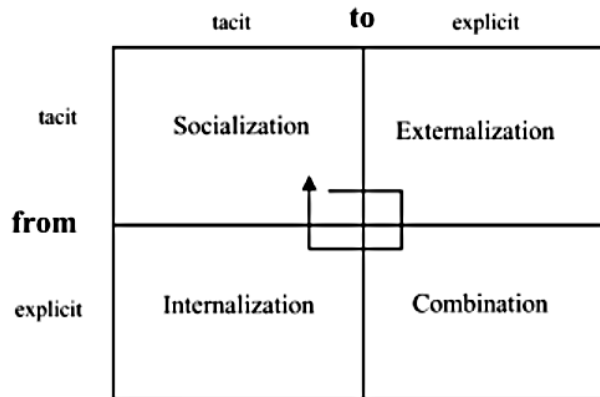 tacit to explicit
tacit Socialization Externalization
from
explicit Internalization Combination